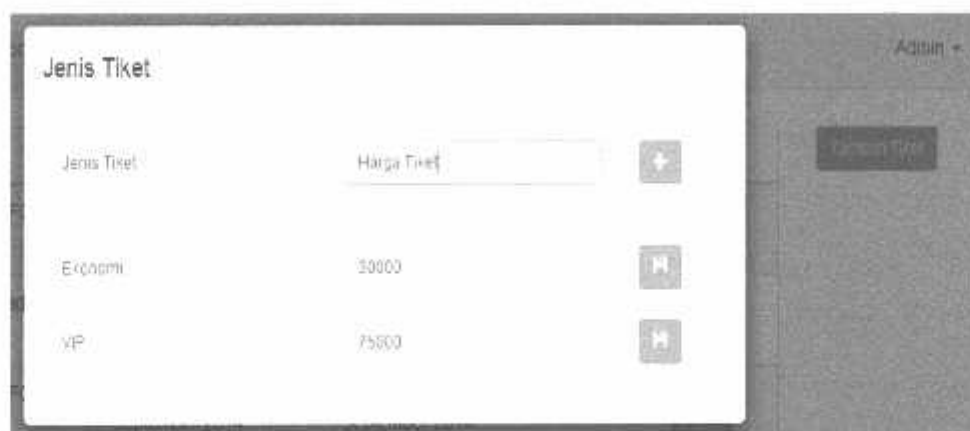 Admin
Jenis Tiket
Jenis Tiket Harga Tiket
Ekonomi 30000
VIP 75000